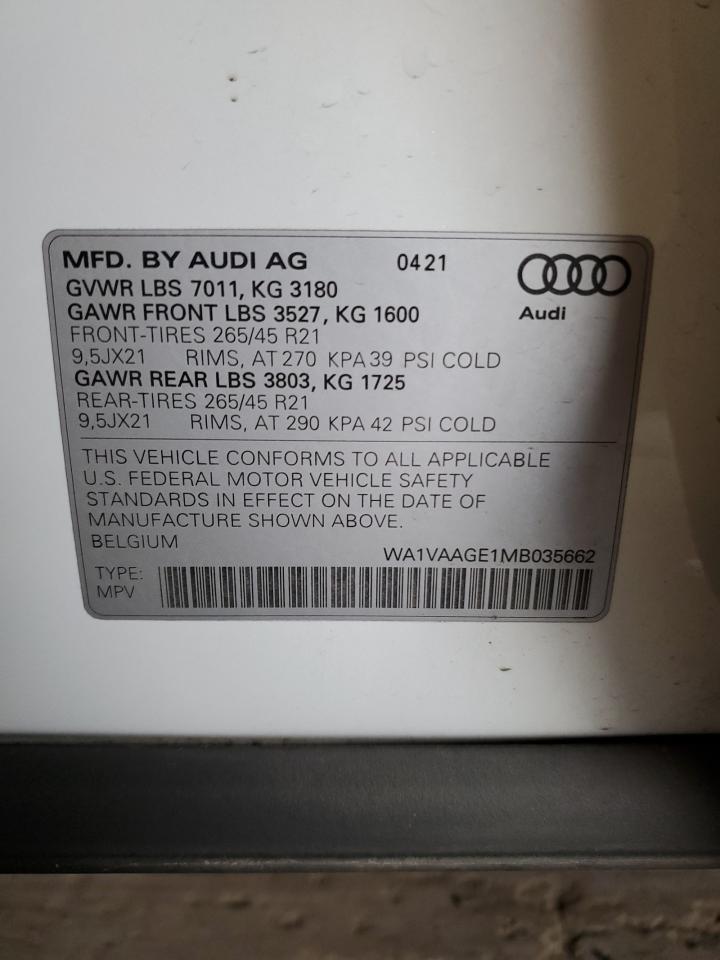 MFD. BY AUDI AG 0421
GVWR LBS 7011, KG 3180
GAWR FRONT LBS 3527, KG 1600
Audi
FRONT-TIRES 265/45 R21
9,5JX21 RIMS, AT 270 KPA 39 PSI COLD
GAWR REAR LBS 3803, KG 1725
REAR-TIRES 265/45 R21
9,5JX21 RIMS, AT 290 KPA 42 PSI COLD
THIS VEHICLE CONFORMS TO ALL APPLICABLE
U.S. FEDERAL MOTOR VEHICLE SAFETY
STANDARDS IN EFFECT ON THE DATE OF
MANUFACTURE SHOWN ABOVE.
BELGIUM
WA1VAAGE1MB035662
TYPE:
MPV